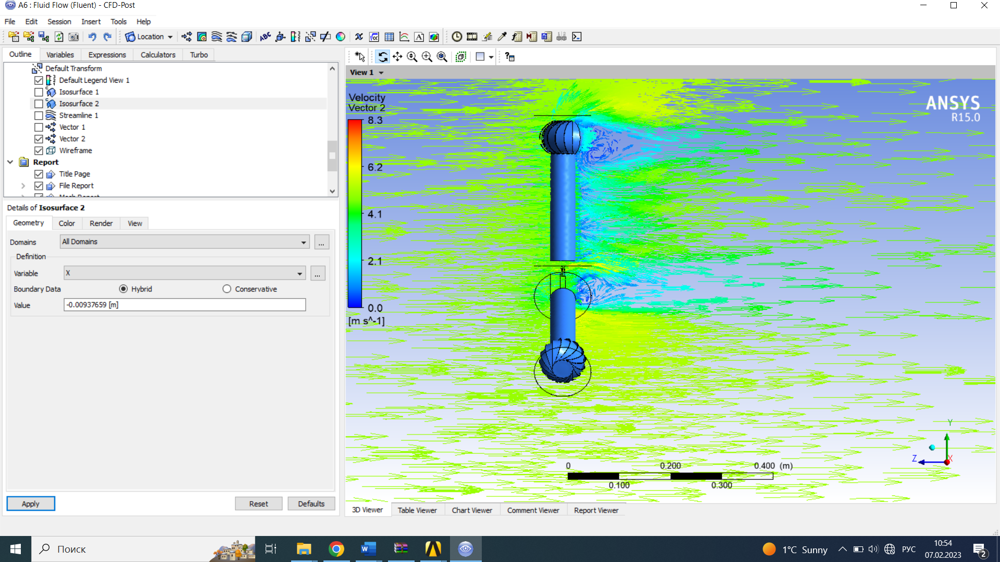 A6 : Fluid Flow (Fluent) - CFD-Post
File Edit Session Insert Tools Help
Location
Outline Variables Expressions Calculators Turbo
Default Transform
Default Legend View 1
Isosurface 1
Isosurface 2
Streamline 1
Vector 1
Vector 2
Wireframe
Report
Title Page
File Report
Mesh Report
Details of Isosurface 2
Geometry Color Render View
Domains All Domains ...
Definition
Variable X ...
Boundary Data Hybrid Conservative
Value -0.00937659 [m]
Apply Reset Defaults
View 1
Velocity
Vector 2
8.3
6.2
4.1
2.1
0.0
[m s^-1]
ANSYS
R15.0
Y
Z X
0 0.200 0.400 (m)
0.100 0.300
3D Viewer Table Viewer Chart Viewer Comment Viewer Report Viewer
Поиск
1°C Sunny
РУС
10:54
07.02.2023
2